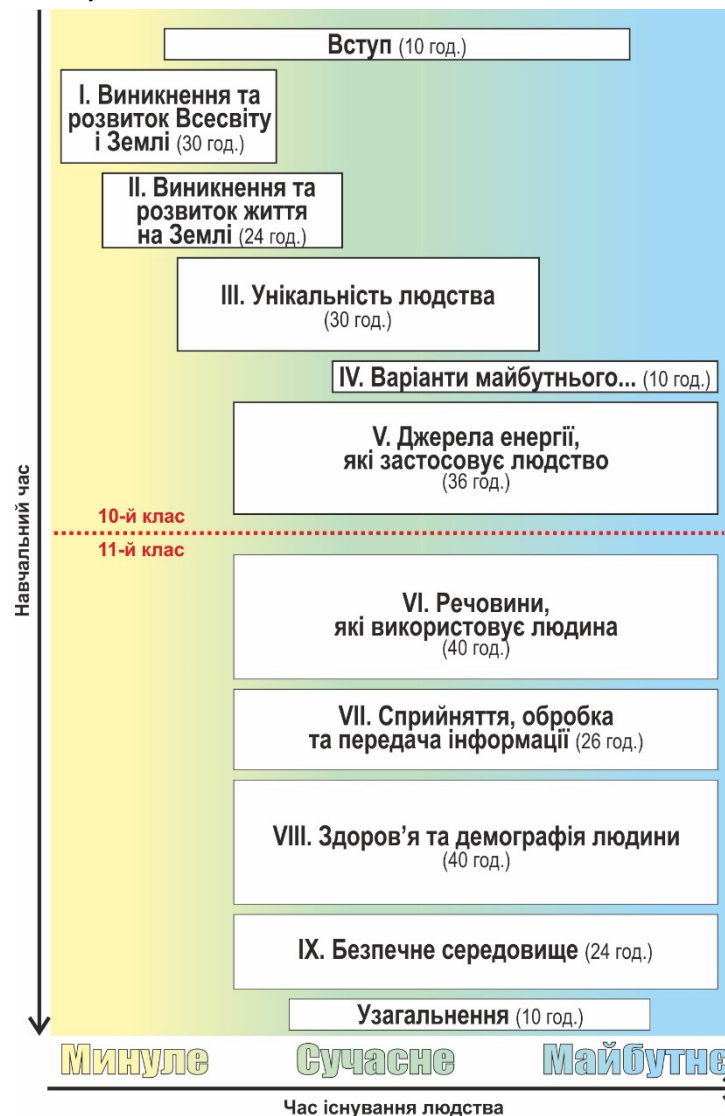 Вступ (10 год.)
І. Виникнення та
розвиток Всесвіту
і Землі (30 год.)
ІІ. Виникнення та
розвиток життя
на Землі (24 год.)
ІІІ. Унікальність людства
(30 год.)
IV. Варіанти майбутнього... (10 год.)
V. Джерела енергії,
які застосовує людство
(36 год.)
10-й клас
11-й клас
VI. Речовини,
які використовує людина
(40 год.)
VII. Сприйняття, обробка
та передача інформації (26 год.)
VIII. Здоров’я та демографія людини
(40 год.)
IX. Безпечне середовище (24 год.)
Узагальнення (10 год.)
Навчальний час
Минуле Сучасне Майбутнє
Час існування людства